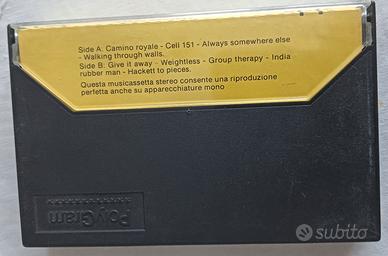 Side A: Camino royale - Cell 151 - Always somewhere else
- Walking through walls.
Side B: Give it away - Weightless - Group therapy - India
rubber man - Hackett to pieces.
Questa musicassetta stereo consente una riproduzione
perfetta anche su apparecchiature mono
PolyGram
subito